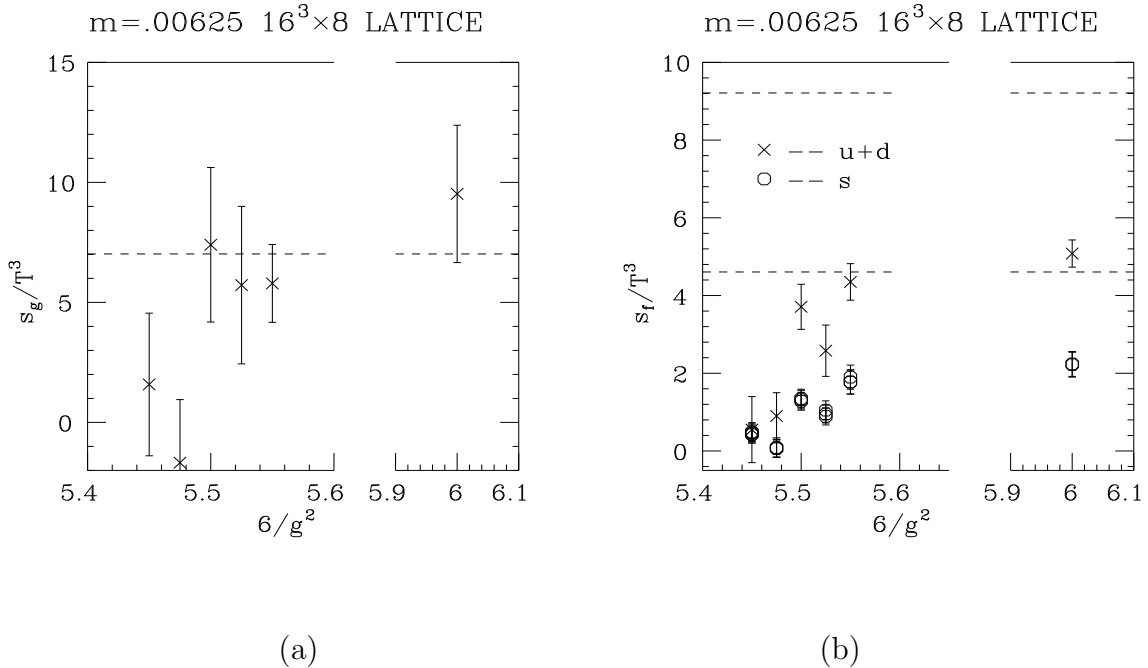 m=.00625 16³×8 LATTICE
15
10
5
0
s_g/T³
5.4 5.5 5.6 5.9 6 6.1
6/g²
(a)
m=.00625 16³×8 LATTICE
10
8
6
4
2
0
s_f/T³
× –– u+d
○ –– s
5.4 5.5 5.6 5.9 6 6.1
6/g²
(b)